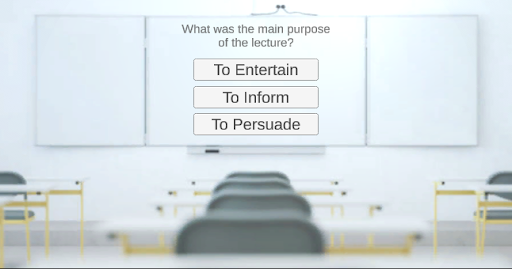 What was the main purpose
of the lecture?
To Entertain
To Inform
To Persuade